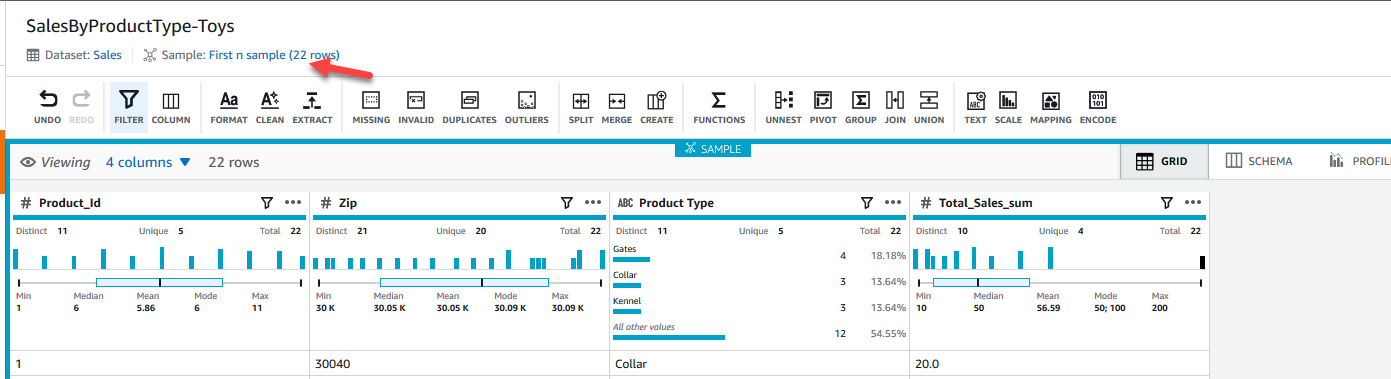 SalesByProductType-Toys
Dataset: Sales Sample: First n sample (22 rows)
UNDO REDO FILTER COLUMN FORMAT CLEAN EXTRACT MISSING INVALID DUPLICATES OUTLIERS SPLIT MERGE CREATE FUNCTIONS UNNEST PIVOT GROUP JOIN UNION TEXT SCALE MAPPING ENCODE
SAMPLE
Viewing 4 columns 22 rows GRID SCHEMA PROFILE
# Product_Id # Zip ABC Product Type # Total_Sales_sum
Distinct 11 Unique 5 Total 22 Distinct 21 Unique 20 Total 22 Distinct 11 Unique 5 Total 22 Distinct 10 Unique 4 Total 22
Gates 4 18.18%
Collar 3 13.64%
Kennel 3 13.64%
All other values 12 54.55%
Min Median Mean Mode Max Min Median Mean Mode Max Min Median Mean Mode Max
1 6 5.86 6 11 30 K 30.05 K 30.05 K 30.09 K 30.09 K 10 50 56.59 50; 100 200
1 30040 Collar 20.0